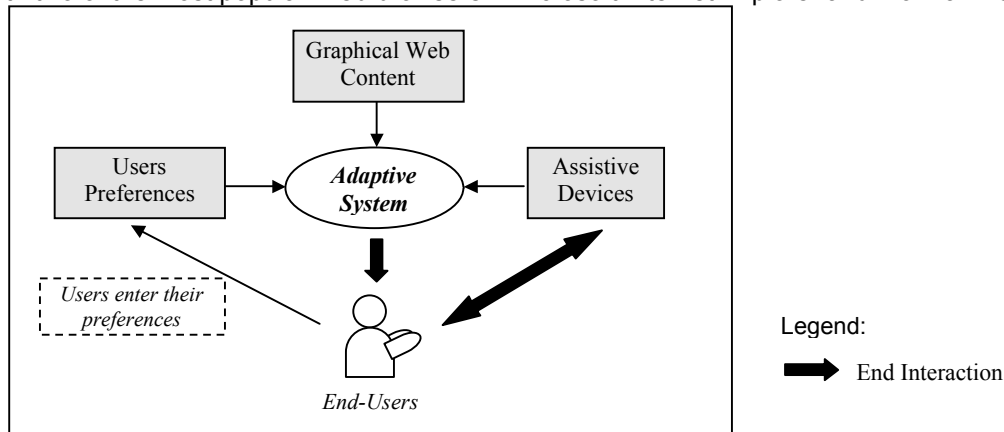 Graphical Web
Content
Users
Preferences
Adaptive
System
Assistive
Devices
Users enter their
preferences
End-Users
Legend:
End Interaction